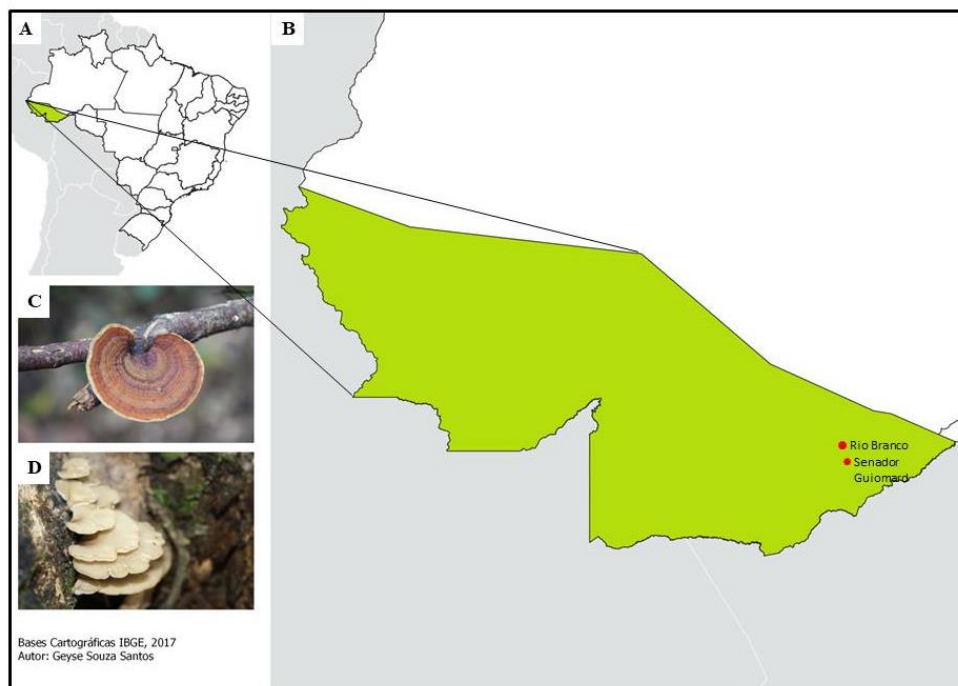 A
B
C
D
Rio Branco
Senador
Guiomard
Bases Cartográficas IBGE, 2017
Autor: Geyse Souza Santos